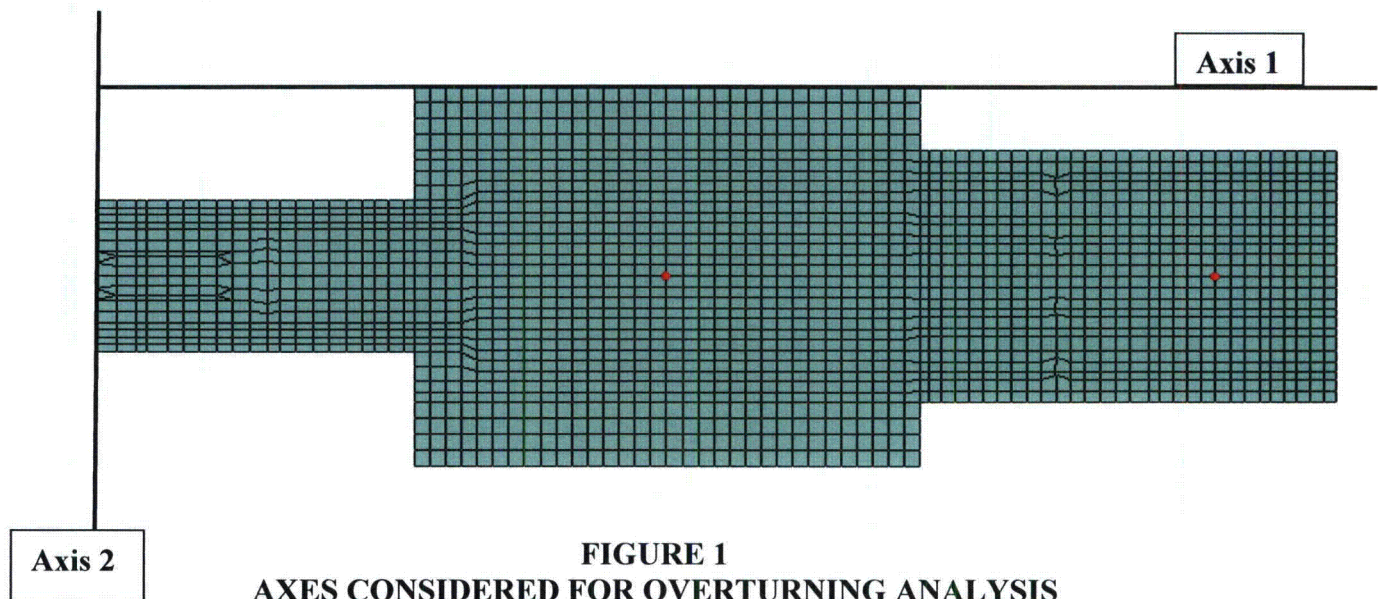 Axis 1
Axis 2
FIGURE 1
AXES CONSIDERED FOR OVERTURNING ANALYSIS